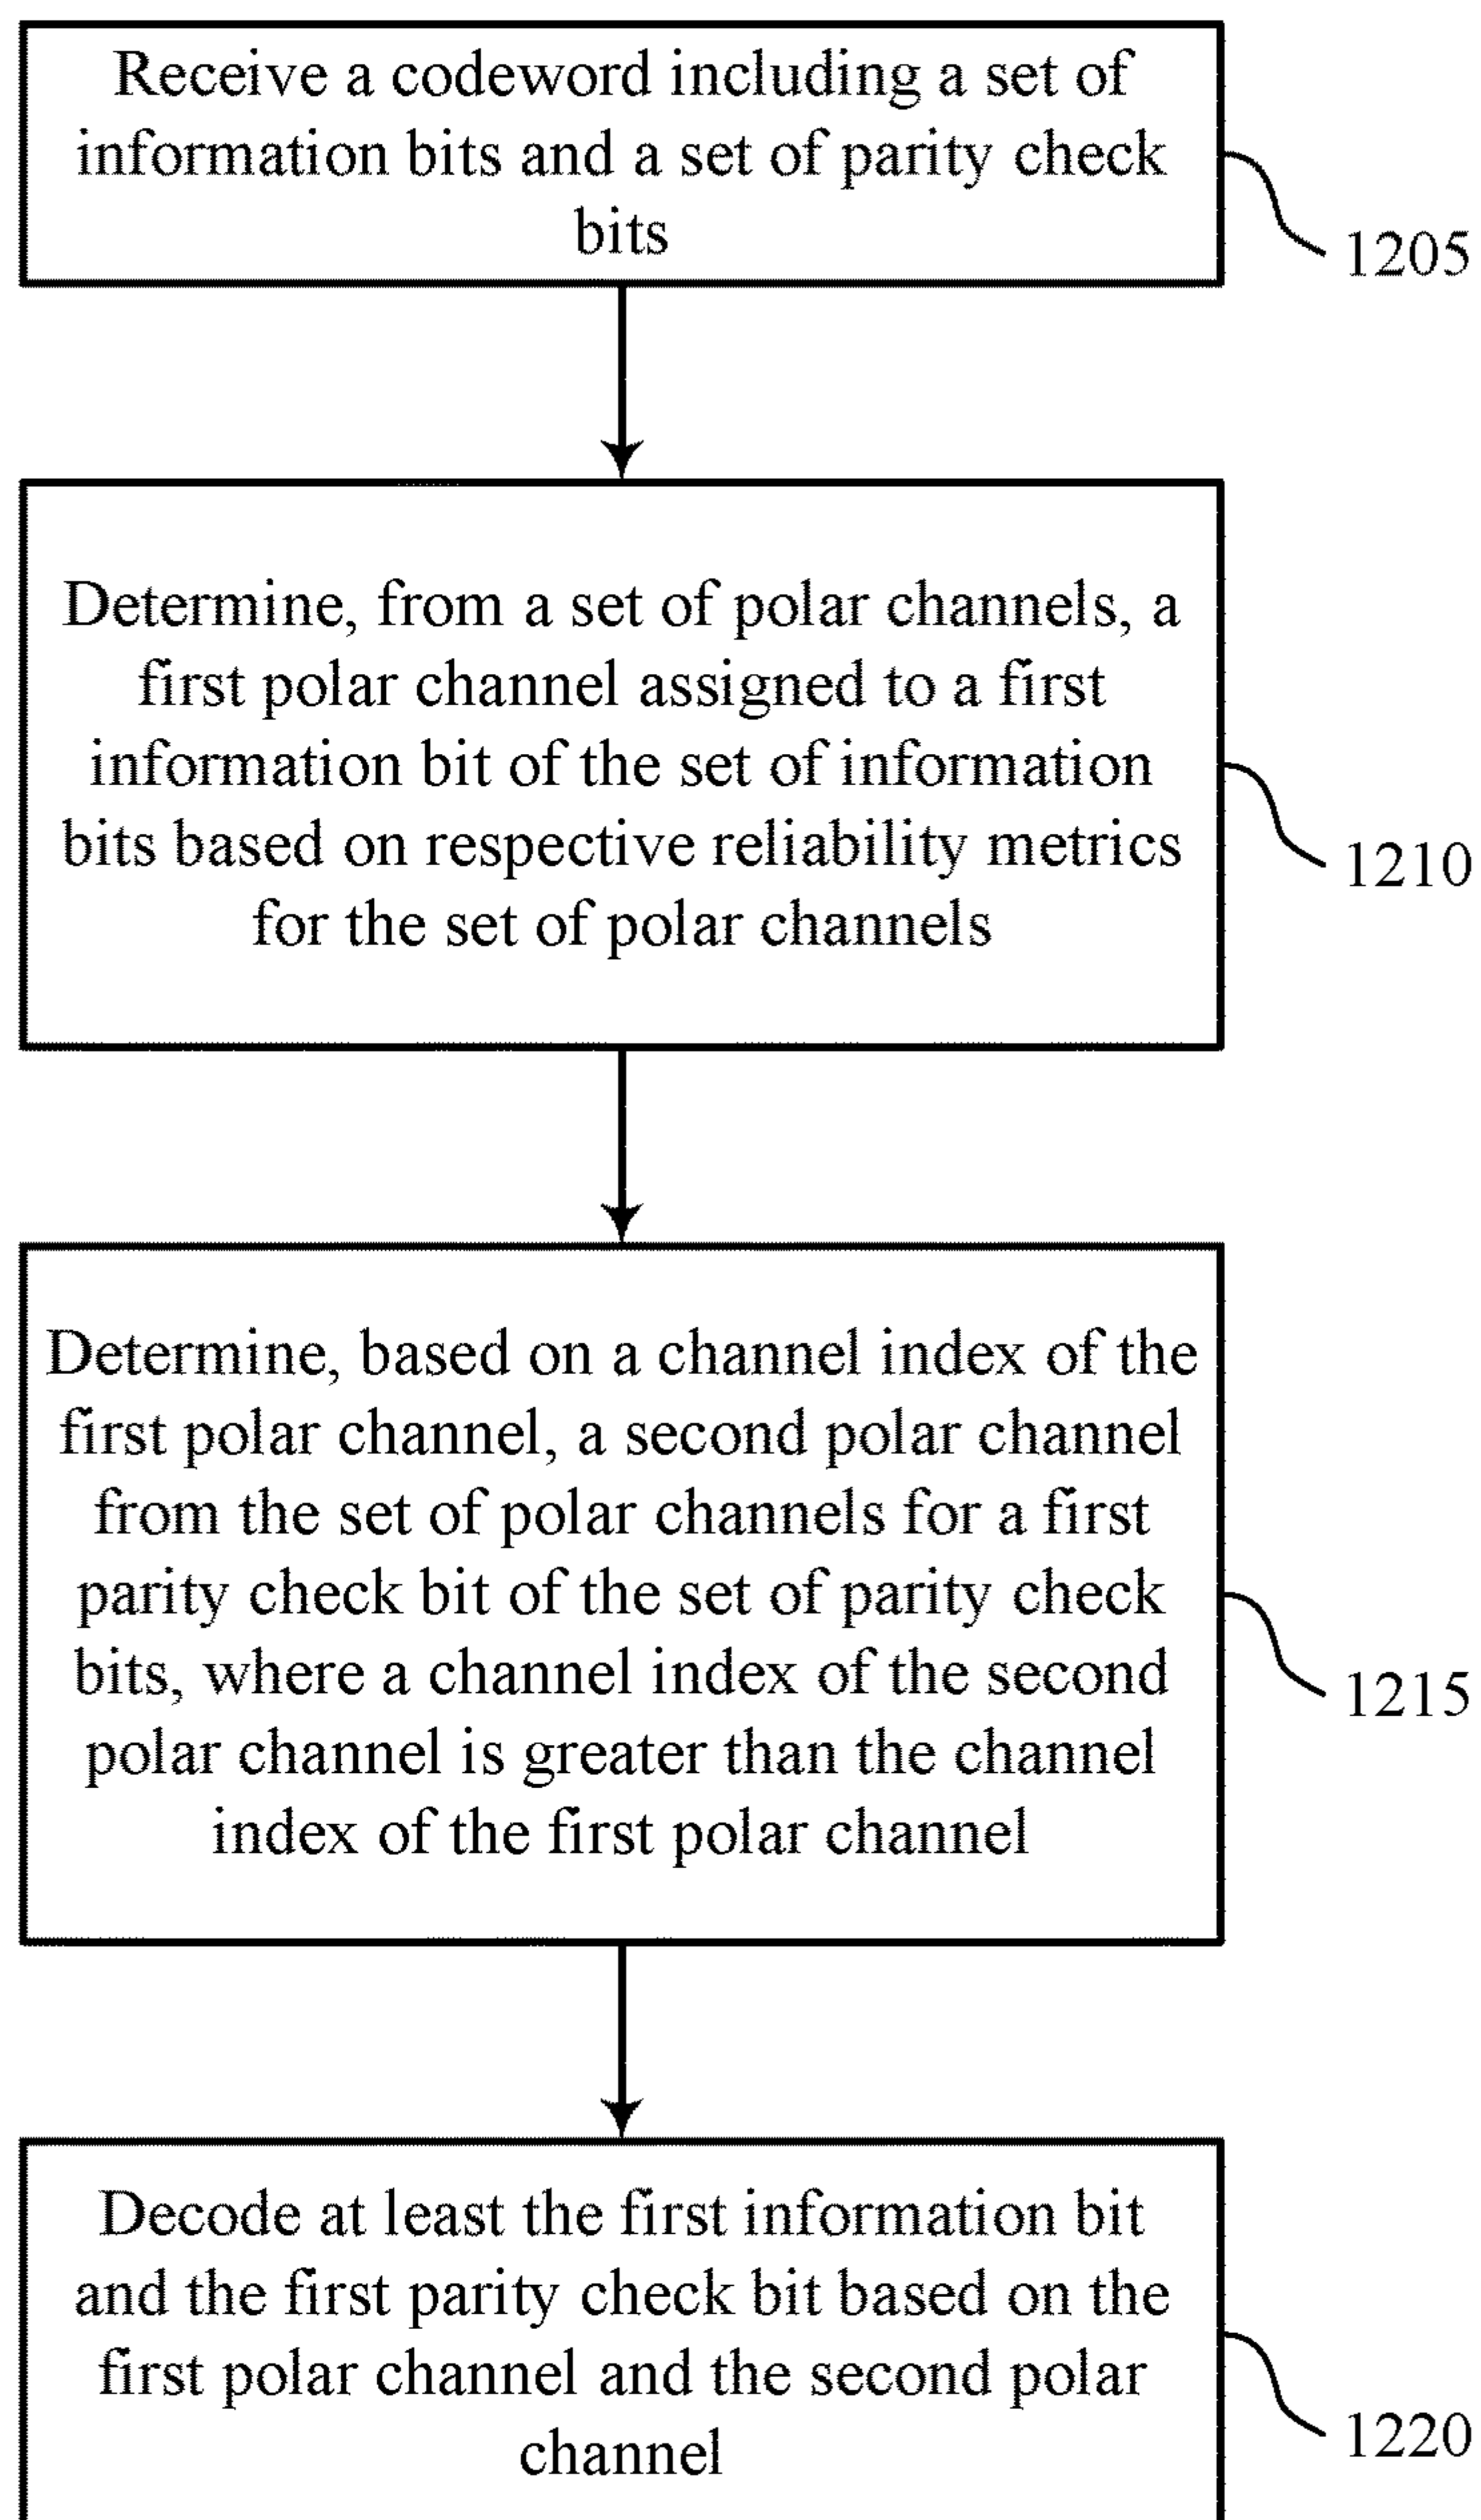 Receive a codeword including a set of
information bits and a set of parity check
bits
1205
Determine, from a set of polar channels, a
first polar channel assigned to a first
information bit of the set of information
bits based on respective reliability metrics
for the set of polar channels
1210
Determine, based on a channel index of the
first polar channel, a second polar channel
from the set of polar channels for a first
parity check bit of the set of parity check
bits, where a channel index of the second
polar channel is greater than the channel
index of the first polar channel
1215
Decode at least the first information bit
and the first parity check bit based on the
first polar channel and the second polar
channel
1220